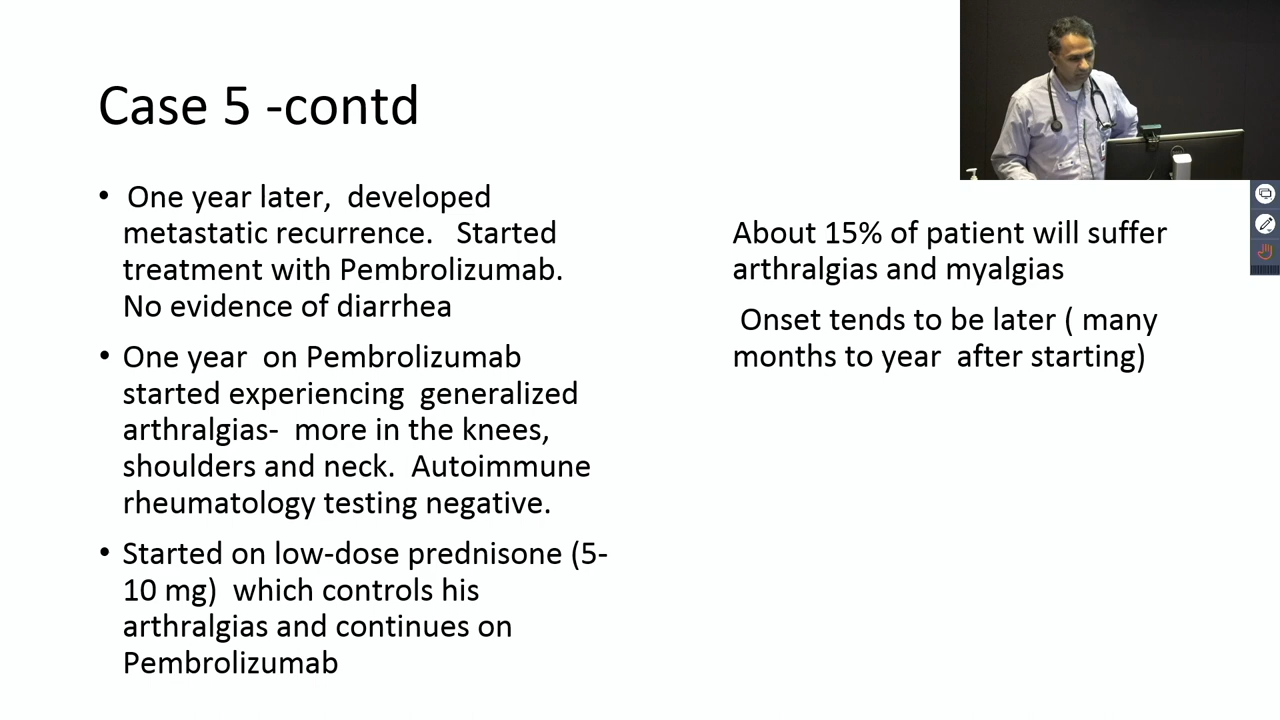 Case 5 -contd
• One year later, developed
metastatic recurrence. Started
treatment with Pembrolizumab.
No evidence of diarrhea
• One year on Pembrolizumab
started experiencing generalized
arthralgias- more in the knees,
shoulders and neck. Autoimmune
rheumatology testing negative.
• Started on low-dose prednisone (5-
10 mg) which controls his
arthralgias and continues on
Pembrolizumab
About 15% of patient will suffer
arthralgias and myalgias
Onset tends to be later ( many
months to year after starting)